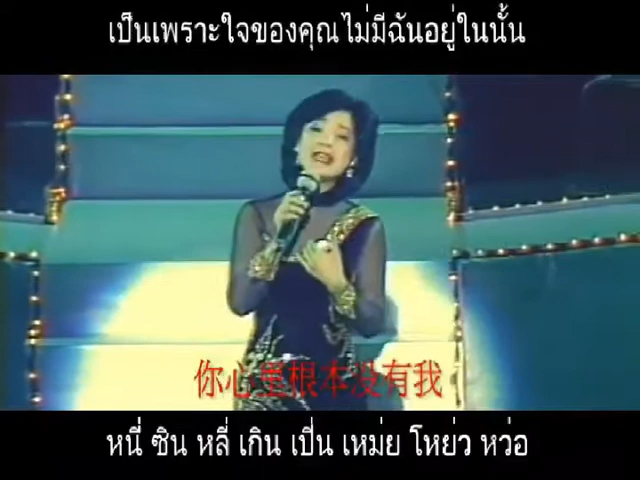 เป็นเพราะใจของคุณไม่มีฉันอยู่ในนั้น
你心里根本没有我
หนี่ ซิน หลี่ เกิน เปิ่น เหม่ย โหย่ว หว่อ